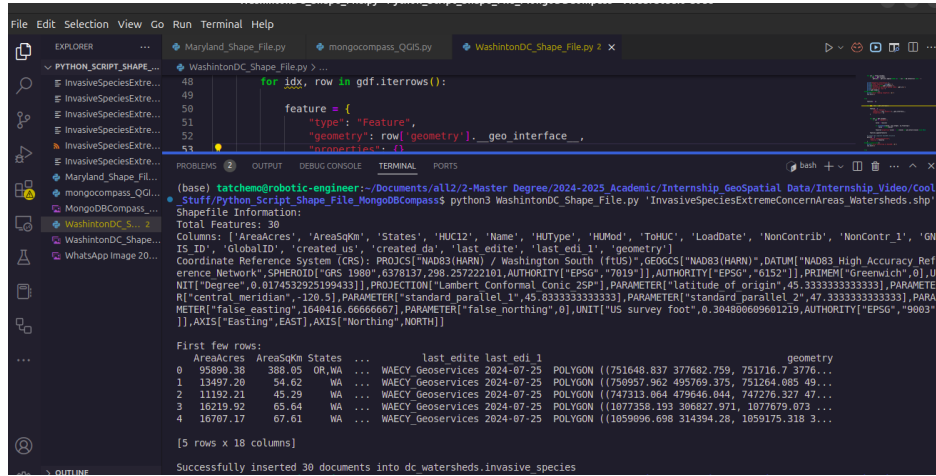 File Edit Selection View Go Run Terminal Help
EXPLORER ...
PYTHON_SCRIPT_SHAPE_...
InvasiveSpeciesExtre...
InvasiveSpeciesExtre...
InvasiveSpeciesExtre...
InvasiveSpeciesExtre...
InvasiveSpeciesExtre...
InvasiveSpeciesExtre...
Maryland_Shape_Fil...
mongocompass_QGI...
MongoDBCompass_...
WashintonDC_S... 2
WashintonDC_Shape...
WhatsApp Image 20...
OUTLINE
Maryland_Shape_File.py
mongocompass_QGIS.py
WashintonDC_Shape_File.py 2 ×
WashintonDC_Shape_File.py > ...
48 for idx, row in gdf.iterrows():
49
50 feature = {
51 "type": "Feature",
52 "geometry": row['geometry'].__geo_interface__,
53 "properties": {}
PROBLEMS 2 OUTPUT DEBUG CONSOLE TERMINAL PORTS
bash
(base) tatchemo@robotic-engineer:~/Documents/all2/2-Master Degree/2024-2025_Academic/Internship_GeoSpatial Data/Internship_Video/Cool
_Stuff/Python_Script_Shape_File_MongoDBCompass$ python3 WashintonDC_Shape_File.py 'InvasiveSpeciesExtremeConcernAreas_Watersheds.shp'
Shapefile Information:
Total Features: 30
Columns: ['AreaAcres', 'AreaSqKm', 'States', 'HUC12', 'Name', 'HUType', 'HUMod', 'ToHUC', 'LoadDate', 'NonContrib', 'NonContr_1', 'GN
IS_ID', 'GlobalID', 'created_us', 'created_da', 'last_edite', 'last_edi_1', 'geometry']
Coordinate Reference System (CRS): PROJCS["NAD83(HARN) / Washington South (ftUS)",GEOGCS["NAD83(HARN)",DATUM["NAD83_High_Accuracy_Ref
erence_Network",SPHEROID["GRS 1980",6378137,298.257222101,AUTHORITY["EPSG","7019"]],AUTHORITY["EPSG","6152"]],PRIMEM["Greenwich",0],U
NIT["Degree",0.0174532925199433]],PROJECTION["Lambert_Conformal_Conic_2SP"],PARAMETER["latitude_of_origin",45.3333333333333],PARAMETE
R["central_meridian",-120.5],PARAMETER["standard_parallel_1",45.8333333333333],PARAMETER["standard_parallel_2",47.3333333333333],PARA
METER["false_easting",1640416.66666667],PARAMETER["false_northing",0],UNIT["US survey foot",0.304800609601219,AUTHORITY["EPSG","9003"
]],AXIS["Easting",EAST],AXIS["Northing",NORTH]]
First few rows:
AreaAcres AreaSqKm States ... last_edite last_edi_1 geometry
0 95890.38 388.05 OR,WA ... WAECY_Geoservices 2024-07-25 POLYGON ((751648.837 377682.759, 751716.7 3776...
1 13497.20 54.62 WA ... WAECY_Geoservices 2024-07-25 POLYGON ((750957.962 495769.375, 751264.085 49...
2 11192.21 45.29 WA ... WAECY_Geoservices 2024-07-25 POLYGON ((747313.064 479646.044, 747276.327 47...
3 16219.92 65.64 WA ... WAECY_Geoservices 2024-07-25 POLYGON ((1077358.193 306827.971, 1077679.073 ...
4 16707.17 67.61 WA ... WAECY_Geoservices 2024-07-25 POLYGON ((1059096.698 314394.28, 1059175.318 3...
[5 rows x 18 columns]
Successfully inserted 30 documents into dc_watersheds.invasive_species